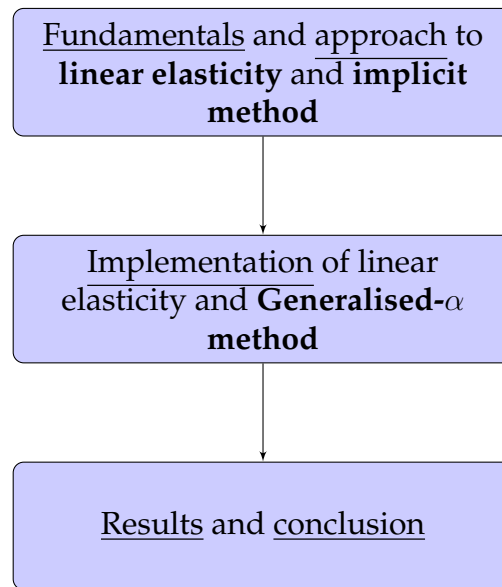 Fundamentals and approach to
linear elasticity and implicit
method
Implementation of linear
elasticity and Generalised-α
method
Results and conclusion